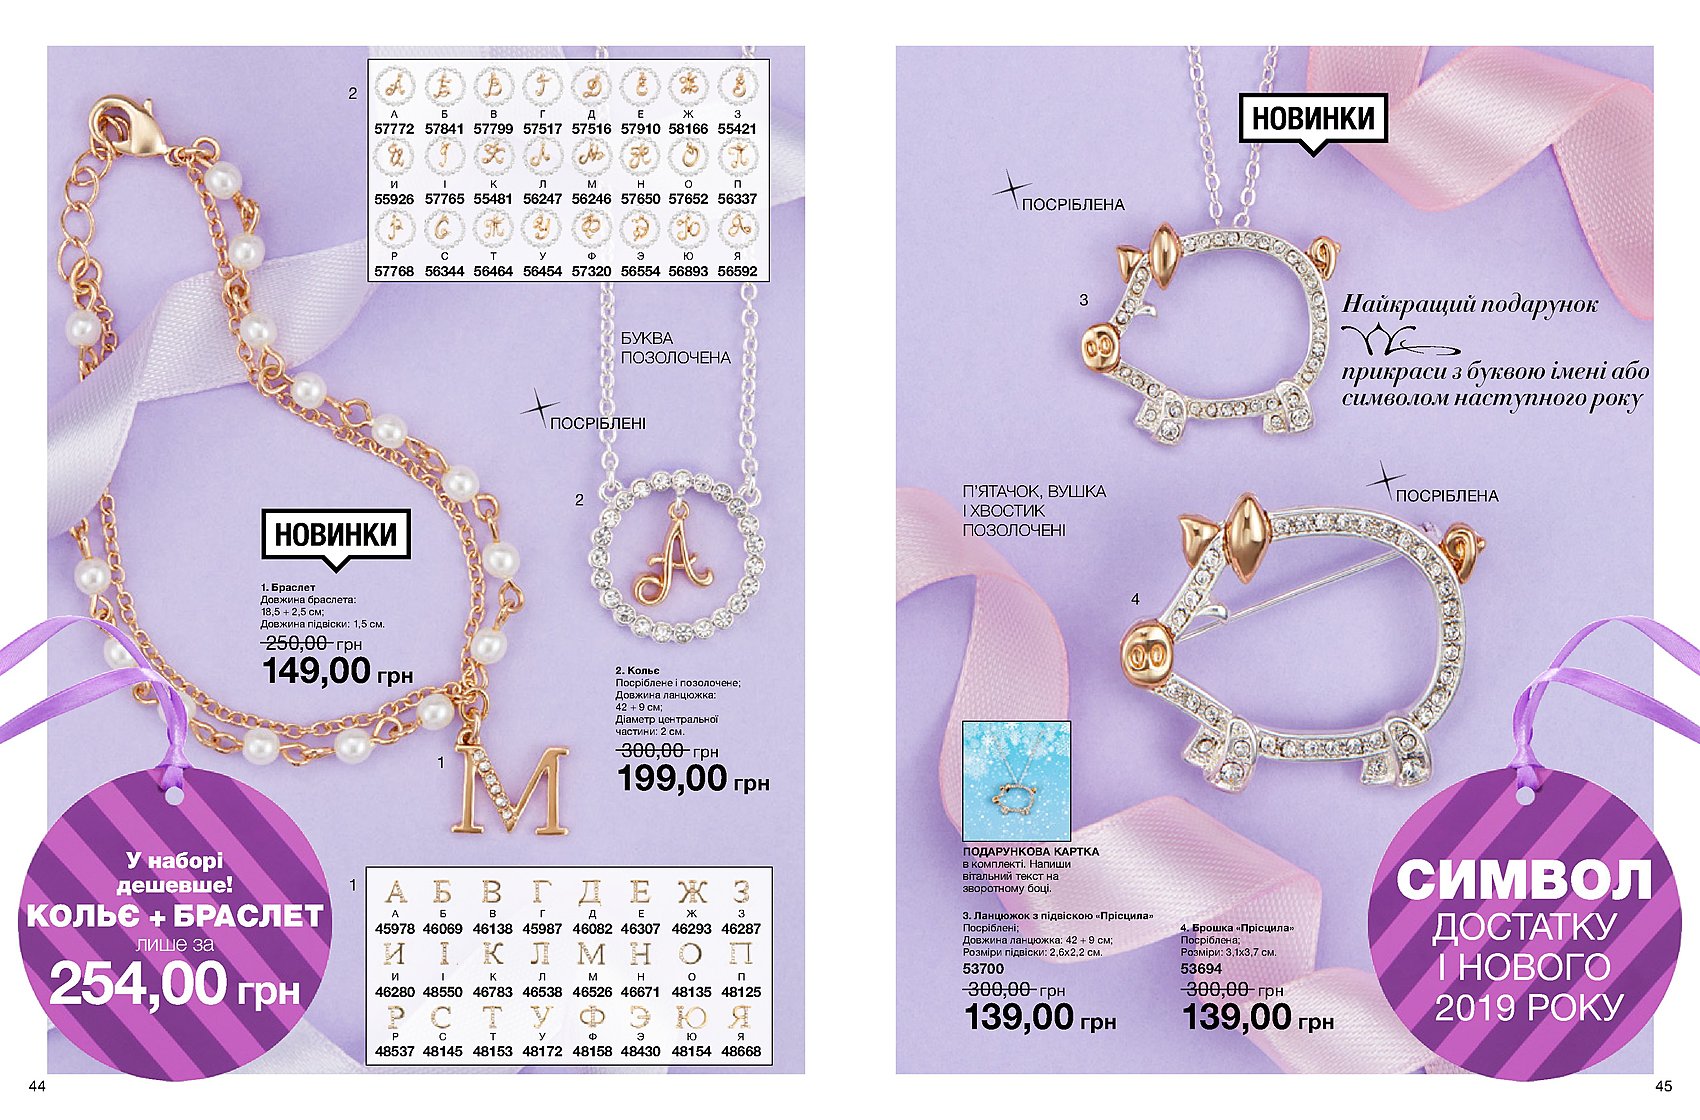 2
А Б В Г Д Е Ж З
57772 57841 57799 57517 57516 57910 58166 55421
И І К Л М Н О П
55926 57765 55481 56247 56246 57650 57652 56337
Р С Т У Ф Э Ю Я
57768 56344 56464 56454 57320 56554 56893 56592
БУКВА
ПОЗОЛОЧЕНА
ПОСРІБЛЕНІ
2
А
НОВИНКИ
1. Браслет
Довжина браслета:
18,5 + 2,5 см;
Довжина підвіски: 1,5 см.
250,00 грн
149,00 грн
2. Кольє
Посріблене і позолочене;
Довжина ланцюжка:
42 + 9 см;
Діаметр центральної
частини: 2 см.
300,00 грн
199,00 грн
1
М
У наборі
дешевше!
КОЛЬЄ + БРАСЛЕТ
лише за
254,00 грн
1
А Б В Г Д Е Ж З
А Б В Г Д Е Ж З
45978 46069 46138 45987 46082 46307 46293 46287
И І К Л М Н О П
И І К Л М Н О П
46280 48550 46783 46538 46526 46671 48135 48125
Р С Т У Ф Э Ю Я
Р С Т У Ф Э Ю Я
48537 48145 48153 48172 48158 48430 48154 48668
44
НОВИНКИ
ПОСРІБЛЕНА
3
Найкращий подарунок
прикраси з буквою імені або
символом наступного року
П'ЯТАЧОК, ВУШКА
І ХВОСТИК
ПОЗОЛОЧЕНІ
ПОСРІБЛЕНА
4
ПОДАРУНКОВА КАРТКА
в комплекті. Напиши
вітальний текст на
зворотному боці.
3. Ланцюжок з підвіскою «Прісцила»
Посріблені;
Довжина ланцюжка: 42 + 9 см;
Розміри підвіски: 2,6х2,2 см.
53700
300,00 грн
139,00 грн
4. Брошка «Прісцила»
Посріблена;
Розміри: 3,1х3,7 см.
53694
300,00 грн
139,00 грн
СИМВОЛ
ДОСТАТКУ
І НОВОГО
2019 РОКУ
45